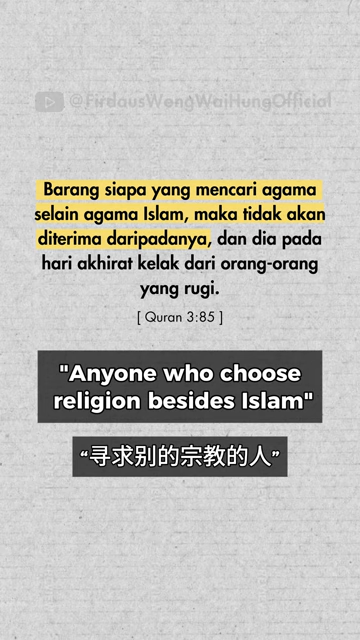 @FirdausWongWaiHungOfficial
Barang siapa yang mencari agama
selain agama Islam, maka tidak akan
diterima daripadanya, dan dia pada
hari akhirat kelak dari orang-orang
yang rugi.
[ Quran 3:85 ]
"Anyone who choose
religion besides Islam"
“寻求别的宗教的人”